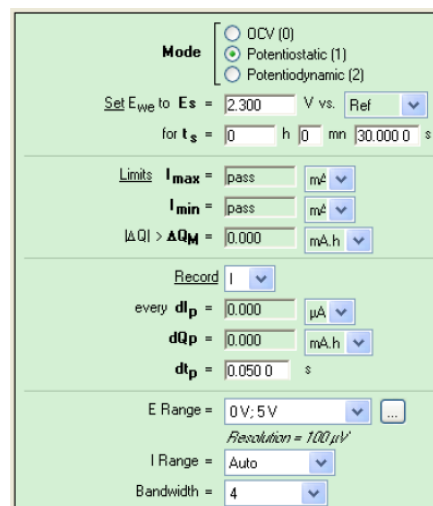 OCV (0)
Mode Potentiostatic (1)
Potentiodynamic (2)
Set EWE to Es = 2.300 V vs. Ref
for ts = 0 h 0 mn 30.000 0 s
Limits Imax = pass mA
Imin = pass mA
|ΔQ| > ΔQM = 0.000 mA.h
Record I
every dIp = 0.000 µA
dQp = 0.000 mA.h
dtp = 0.050 0 s
E Range = 0 V; 5 V ...
Resolution = 100 µV
I Range = Auto
Bandwidth = 4